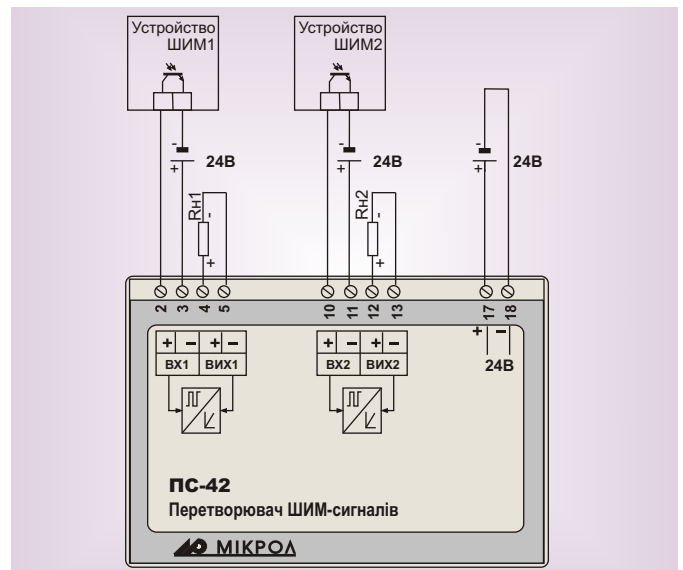 Устройство Устройство
ШИМ1 ШИМ2
- - -
24В 24В 24В
+ + +
Rн1 - Rн2 -
+ +
2 3 4 5 10 11 12 13 17 18
+ − + − + − + − + −
ВХ1 ВИХ1 ВХ2 ВИХ2 24В
ПС-42
Перетворювач ШИМ-сигналів
МІКРОЛ